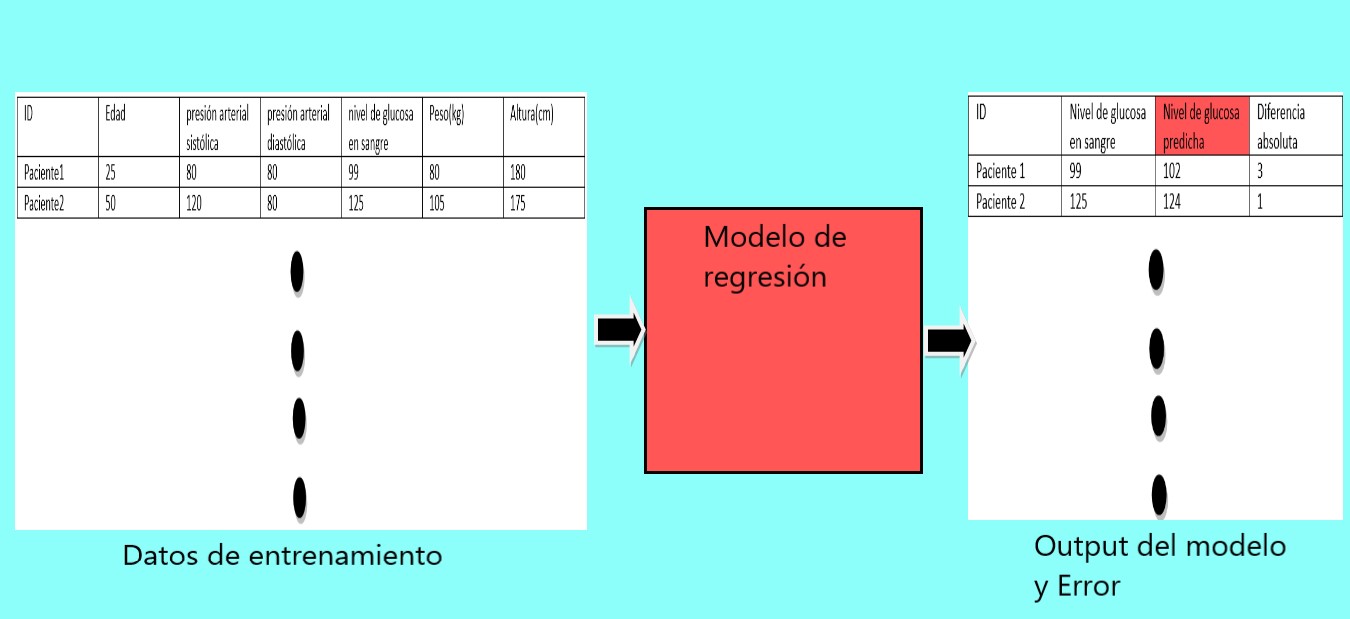 ID Edad presión arterial presión arterial nivel de glucosa Peso(kg) Altura(cm)
sistólica diastólica en sangre
Paciente1 25 80 80 99 80 180
Paciente2 50 120 80 125 105 175
Datos de entrenamiento
Modelo de
regresión
ID Nivel de glucosa Nivel de glucosa Diferencia
en sangre predicha absoluta
Paciente 1 99 102 3
Paciente 2 125 124 1
Output del modelo
y Error